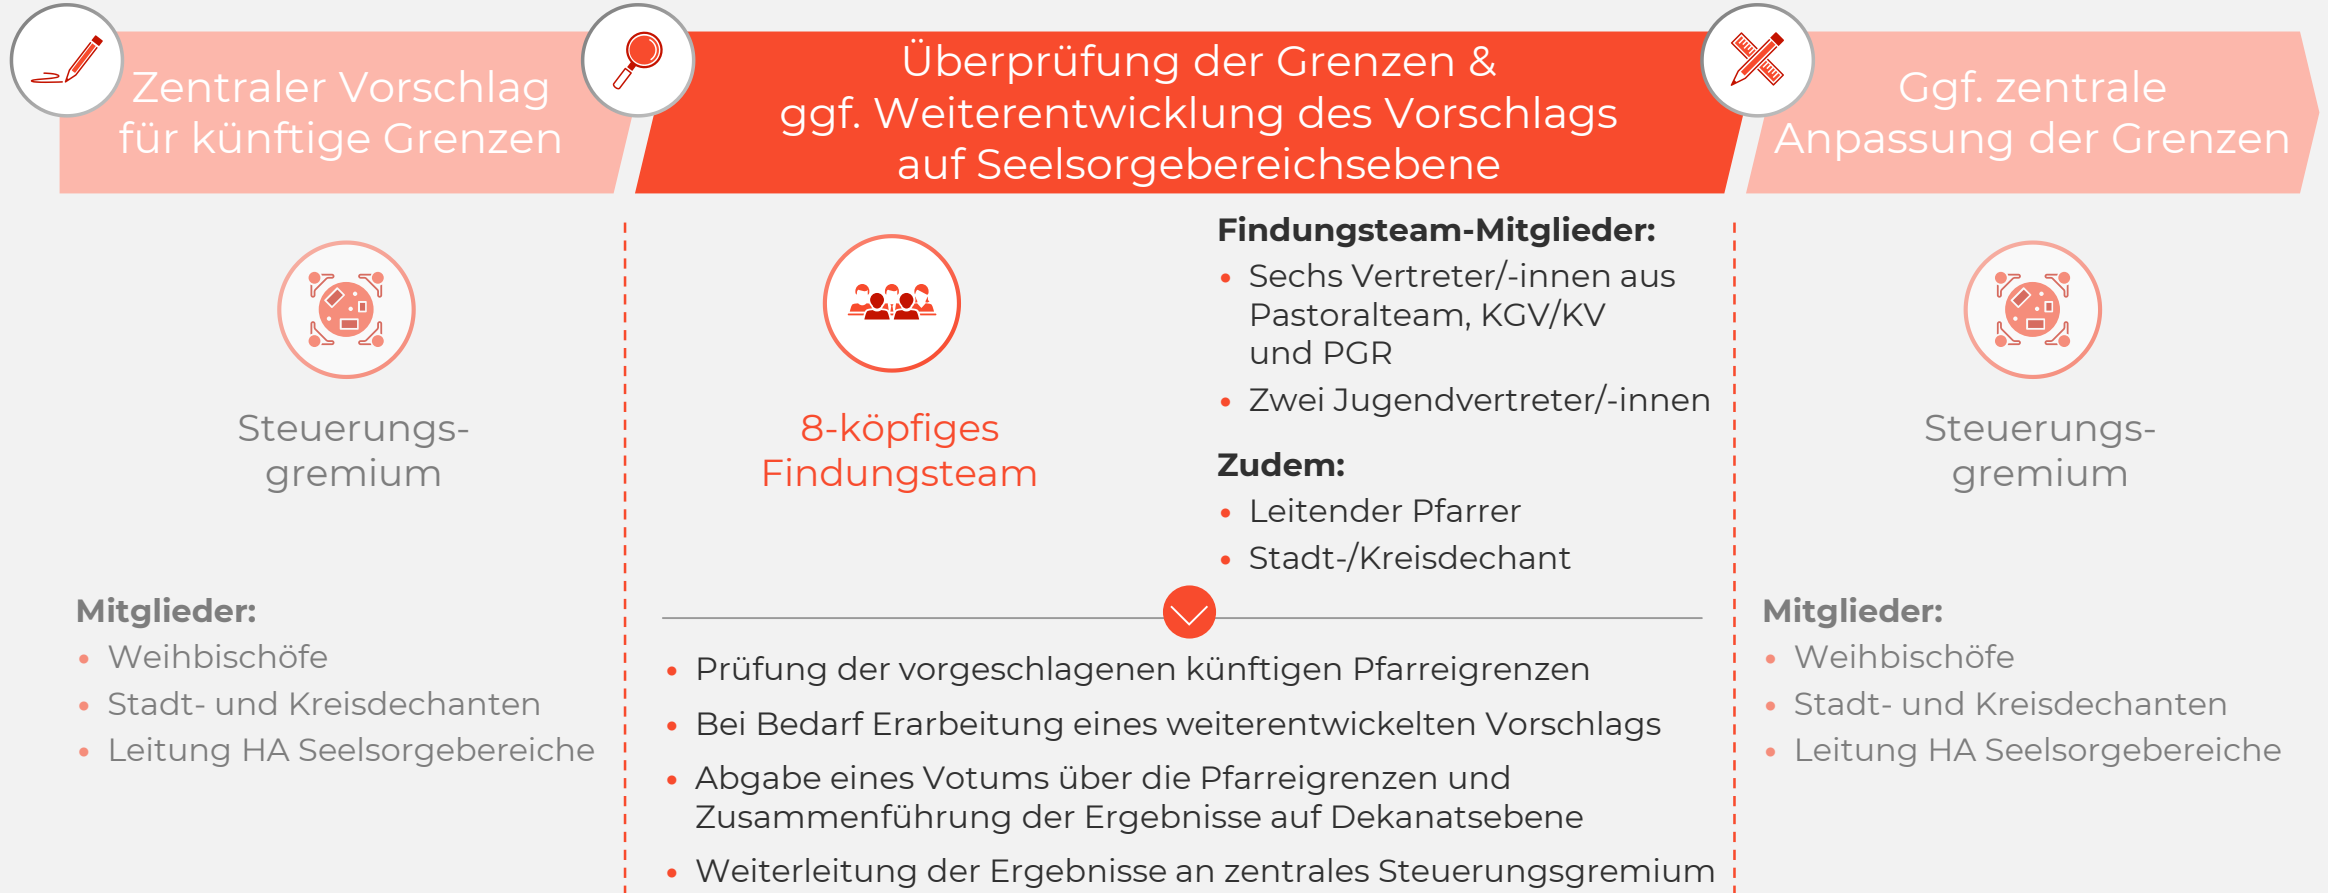 Zentraler Vorschlag
für künftige Grenzen
Überprüfung der Grenzen &
ggf. Weiterentwicklung des Vorschlags
auf Seelsorgebereichsebene
Ggf. zentrale
Anpassung der Grenzen
Steuerungs-
gremium
Mitglieder:
• Weihbischöfe
• Stadt- und Kreisdechanten
• Leitung HA Seelsorgebereiche
8-köpfiges
Findungsteam
Findungsteam-Mitglieder:
• Sechs Vertreter/-innen aus
Pastoralteam, KGV/KV
und PGR
• Zwei Jugendvertreter/-innen
Zudem:
• Leitender Pfarrer
• Stadt-/Kreisdechant
• Prüfung der vorgeschlagenen künftigen Pfarreigrenzen
• Bei Bedarf Erarbeitung eines weiterentwickelten Vorschlags
• Abgabe eines Votums über die Pfarreigrenzen und
Zusammenführung der Ergebnisse auf Dekanatsebene
• Weiterleitung der Ergebnisse an zentrales Steuerungsgremium
Steuerungs-
gremium
Mitglieder:
• Weihbischöfe
• Stadt- und Kreisdechanten
• Leitung HA Seelsorgebereiche